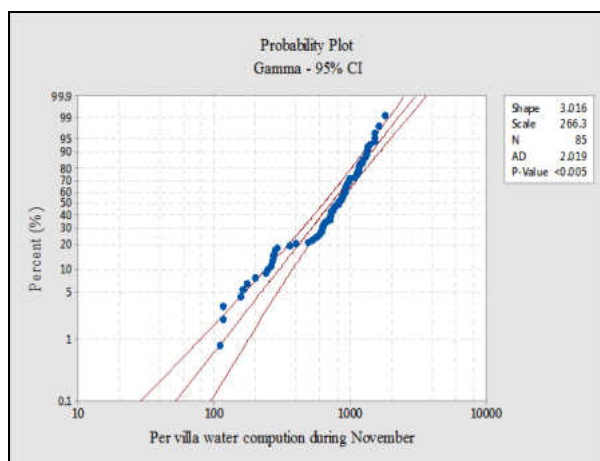 Probability Plot
Gamma - 95% CI
99.9
99
95
90
80
70
60
50
40
30
20
10
5
1
0.1
Percent (%)
10
100
1000
10000
Per villa water compution during November
Shape 3.016
Scale 266.3
N 85
AD 2.019
P-Value <0.005